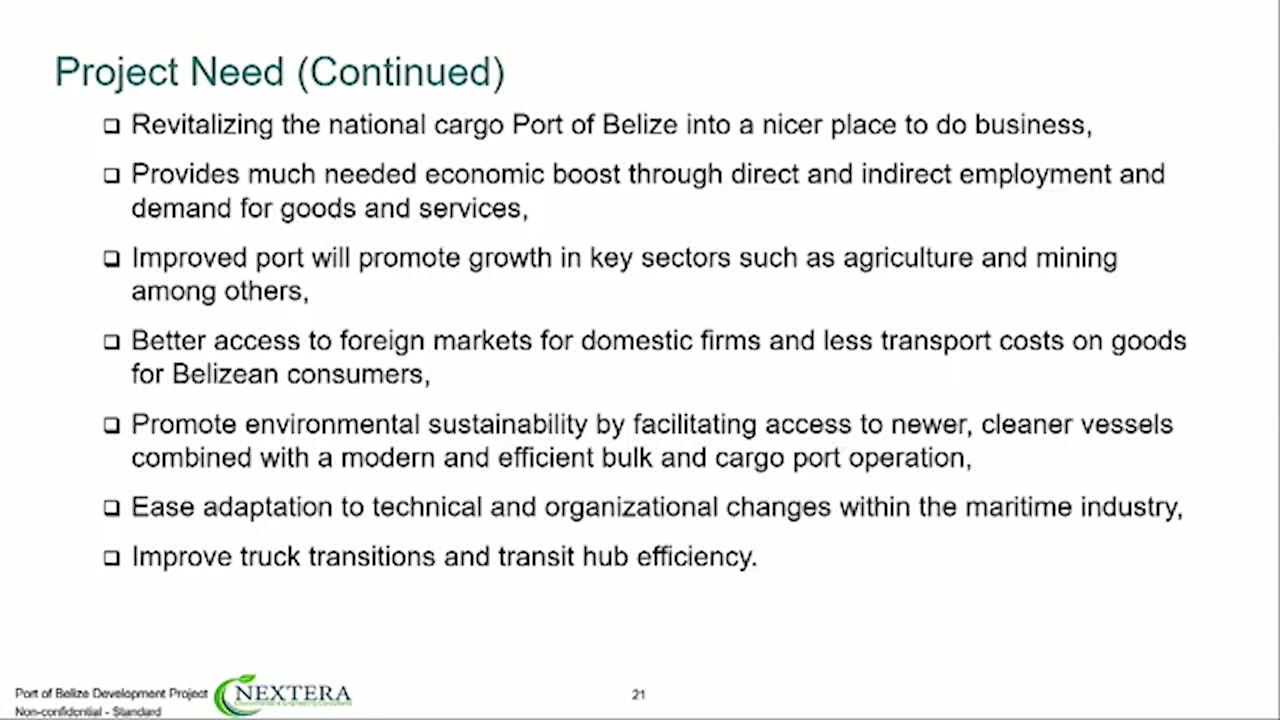 Project Need (Continued)
❑ Revitalizing the national cargo Port of Belize into a nicer place to do business,
❑ Provides much needed economic boost through direct and indirect employment and
demand for goods and services,
❑ Improved port will promote growth in key sectors such as agriculture and mining
among others,
❑ Better access to foreign markets for domestic firms and less transport costs on goods
for Belizean consumers,
❑ Promote environmental sustainability by facilitating access to newer, cleaner vessels
combined with a modern and efficient bulk and cargo port operation,
❑ Ease adaptation to technical and organizational changes within the maritime industry,
❑ Improve truck transitions and transit hub efficiency.
Port of Belize Development Project
Non-confidential - Standard
NEXTERA
21